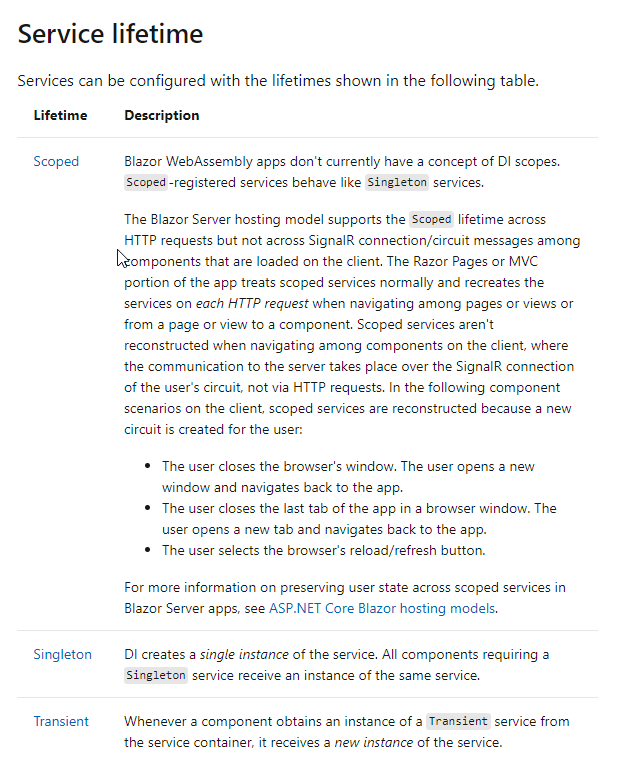 Service lifetime
Services can be configured with the lifetimes shown in the following table.
Lifetime Description
Scoped Blazor WebAssembly apps don't currently have a concept of DI scopes.
Scoped-registered services behave like Singleton services.
The Blazor Server hosting model supports the Scoped lifetime across
HTTP requests but not across SignalR connection/circuit messages among
components that are loaded on the client. The Razor Pages or MVC
portion of the app treats scoped services normally and recreates the
services on each HTTP request when navigating among pages or views or
from a page or view to a component. Scoped services aren't
reconstructed when navigating among components on the client, where
the communication to the server takes place over the SignalR connection
of the user's circuit, not via HTTP requests. In the following component
scenarios on the client, scoped services are reconstructed because a new
circuit is created for the user:
• The user closes the browser's window. The user opens a new
window and navigates back to the app.
• The user closes the last tab of the app in a browser window. The
user opens a new tab and navigates back to the app.
• The user selects the browser's reload/refresh button.
For more information on preserving user state across scoped services in
Blazor Server apps, see ASP.NET Core Blazor hosting models.
Singleton DI creates a single instance of the service. All components requiring a
Singleton service receive an instance of the same service.
Transient Whenever a component obtains an instance of a Transient service from
the service container, it receives a new instance of the service.